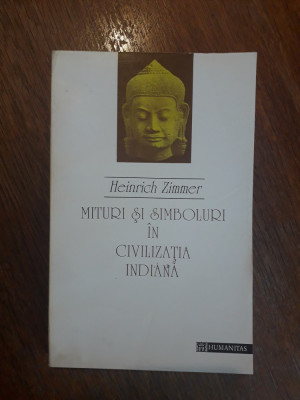 Heinrich Zimmer
MITURI ŞI SIMBOLURI
ÎN
CIVILIZAŢIA
INDIANĂ
HUMANITAS